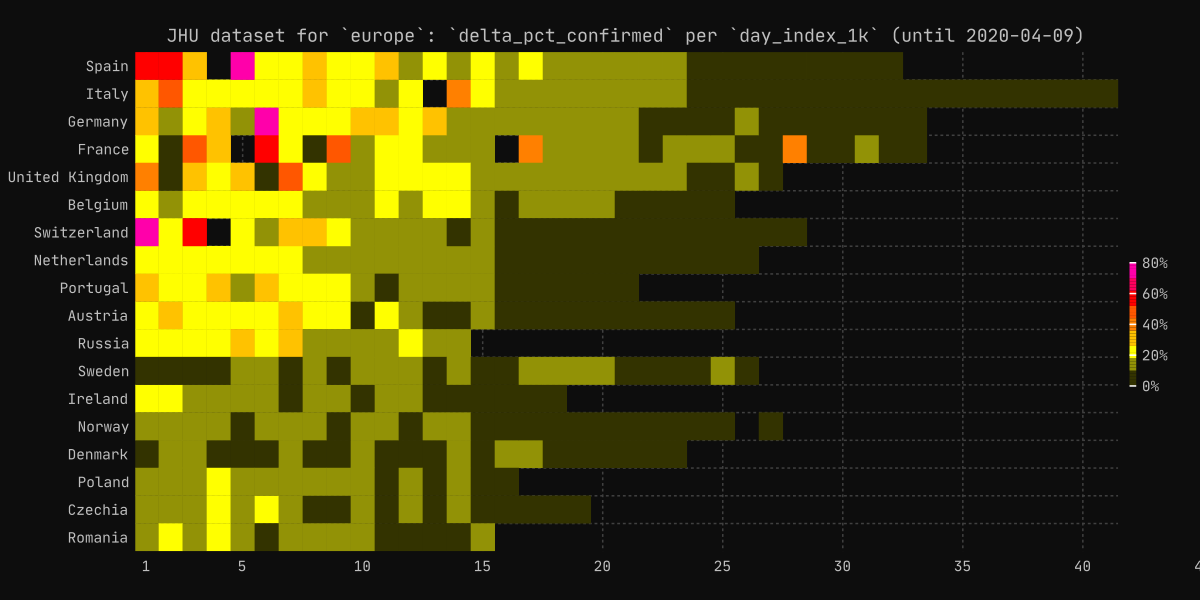 JHU dataset for `europe`: `delta_pct_confirmed` per `day_index_1k` (until 2020-04-09)
Spain
Italy
Germany
France
United Kingdom
Belgium
Switzerland
Netherlands
Portugal
Austria
Russia
Sweden
Ireland
Norway
Denmark
Poland
Czechia
Romania
80%
60%
40%
20%
0%
1 5 10 15 20 25 30 35 40